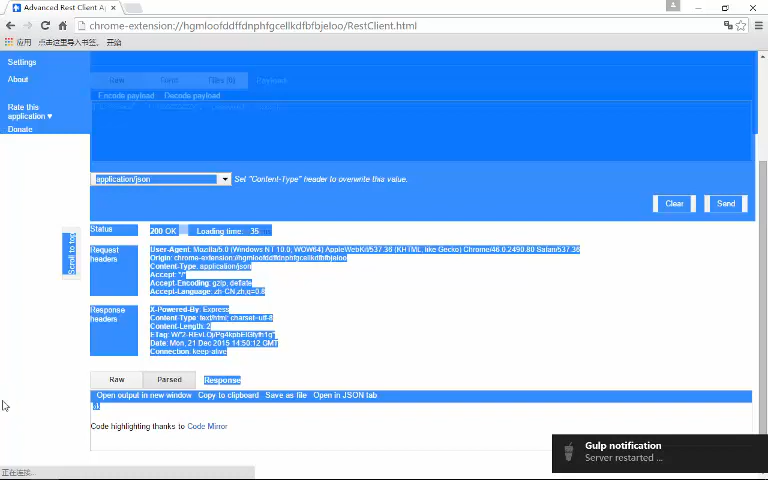 Advanced Rest Client Ap
chrome-extension://hgmloofddffdnphfgcellkdfbfbjeloo/RestClient.html
应用 点击这里导入书签。 开始
Settings
About
Rate this
application ▼
Donate
Scroll to top
Raw Form Files (0) Payload
Encode payload Decode payload
application/json Set "Content-Type" header to overwrite this value.
Clear Send
Status 200 OK Loading time: 35 ms
Request
headers
User-Agent: Mozilla/5.0 (Windows NT 10.0; WOW64) AppleWebKit/537.36 (KHTML, like Gecko) Chrome/46.0.2490.80 Safari/537.36
Origin: chrome-extension://hgmloofddffdnphfgcellkdfbfbjeloo
Content-Type: application/json
Accept: */*
Accept-Encoding: gzip, deflate
Accept-Language: zh-CN,zh;q=0.8
Response
headers
X-Powered-By: Express
Content-Type: text/html; charset=utf-8
Content-Length: 2
Date: Mon, 21 Dec 2015 14:50:12 GMT
Connection: keep-alive
Raw Parsed Response
Open output in new window Copy to clipboard Save as file Open in JSON tab
Code highlighting thanks to Code Mirror
Gulp notification
Server restarted ...
正在连接...